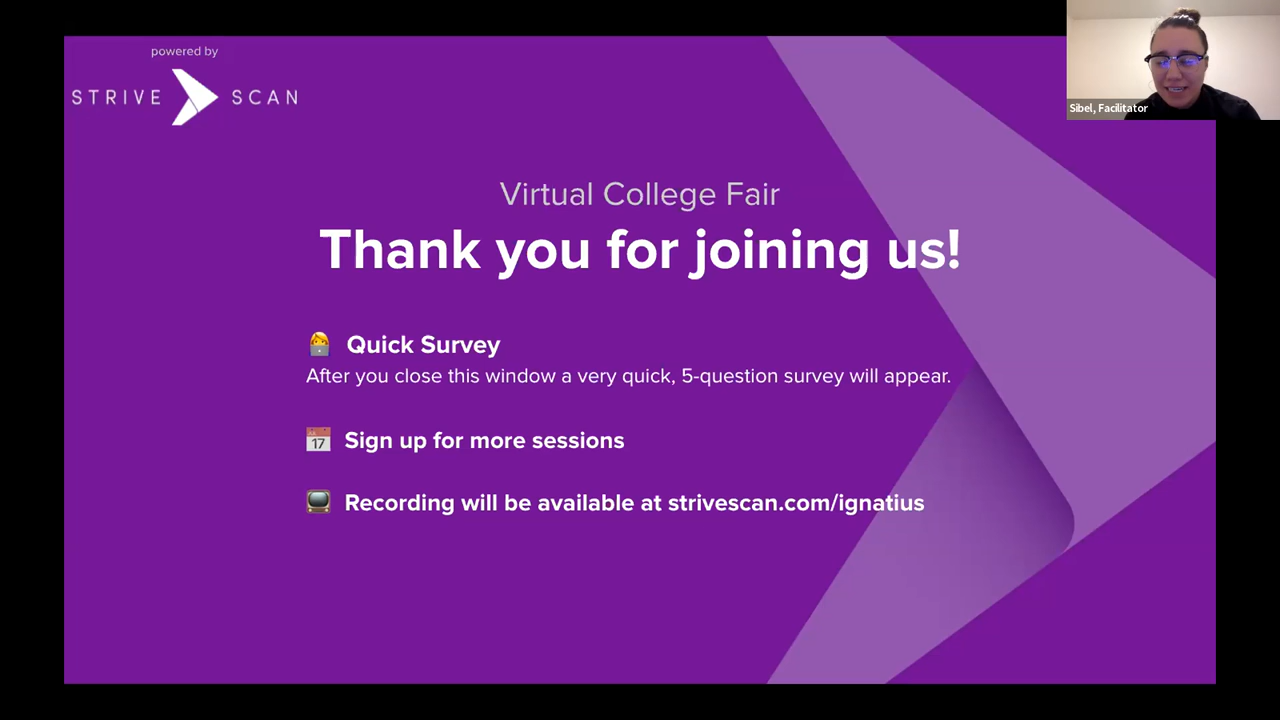 powered by
STRIVE SCAN
Sibel, Facilitator
Virtual College Fair
Thank you for joining us!
Quick Survey
After you close this window a very quick, 5-question survey will appear.
17
Sign up for more sessions
Recording will be available at strivescan.com/ignatius